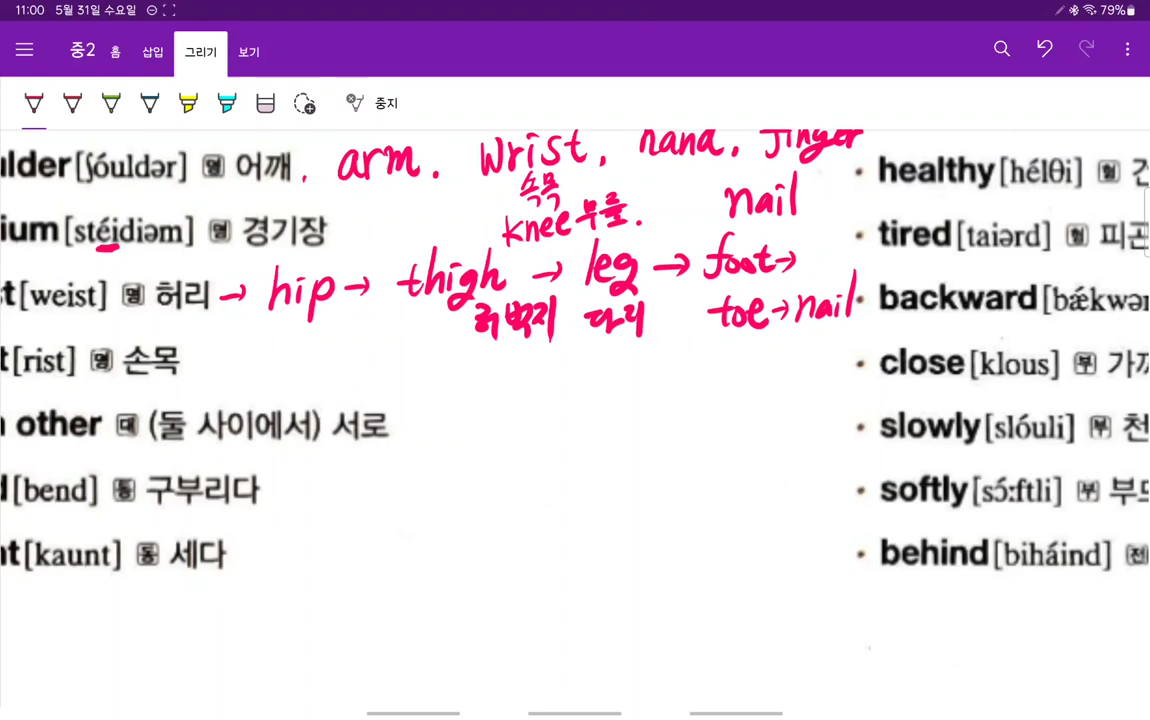 11:00 5월 31일 수요일 79%
중2 홈 삽입 그리기 보기
중지
ulder[ʃóuldər] 명 어깨, arm. wrist, hand. finger
손목 nail
knee 무릎.
ium[stéidiəm] 명 경기장
t[weist] 명 허리 → hip → thigh → leg → foot →
허벅지 다리 toe → nail
t[rist] 명 손목
other 대 (둘 사이에서) 서로
[bend] 동 구부리다
nt[kaunt] 동 세다
• healthy[hélθi] 형
• tired[taiərd] 형 피곤
• backward[bǽkwər
• close[klous] 부 가까
• slowly[slóuli] 부 천
• softly[sɔ́:ftli] 부 부드
• behind[biháind] 전